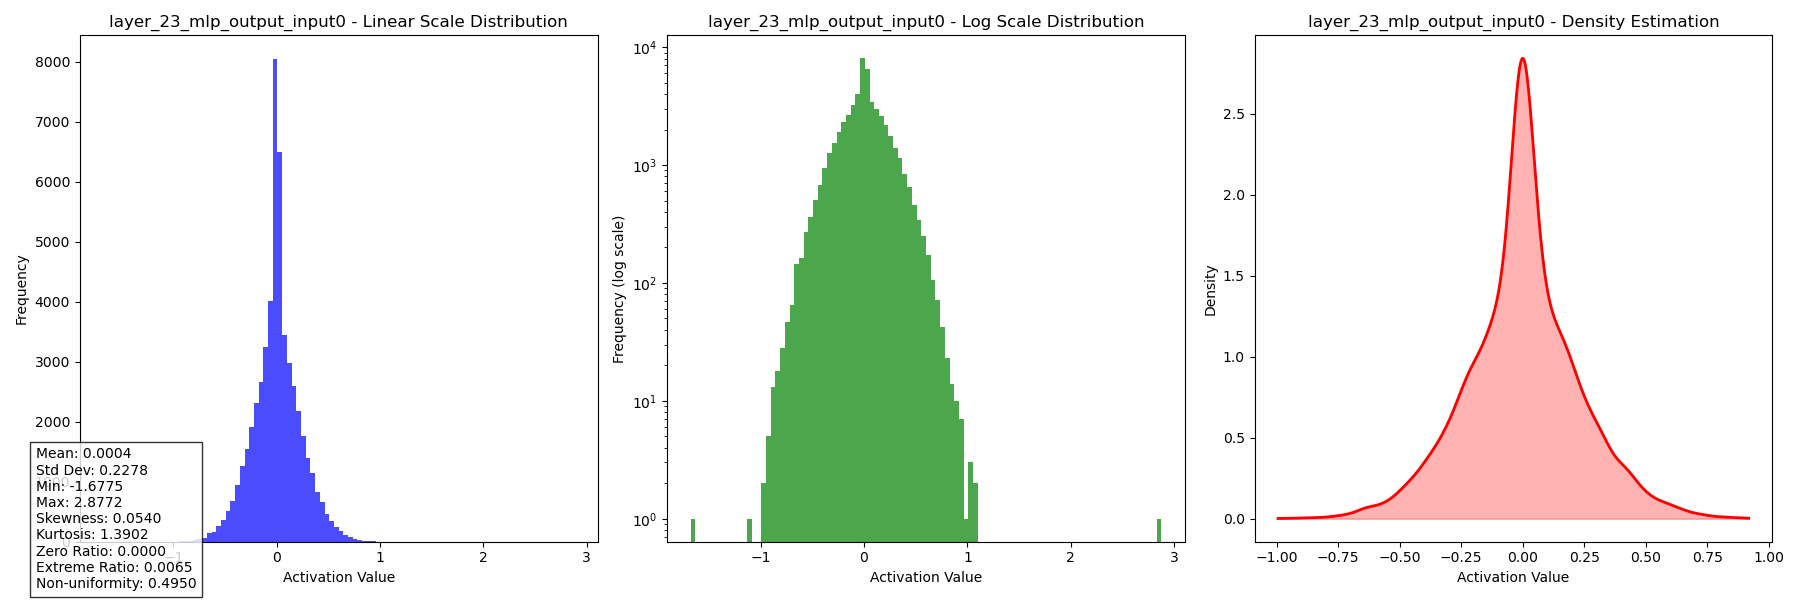 layer_23_mlp_output_input0 - Linear Scale Distribution
8000
7000
6000
5000
4000
3000
2000
1000
0
Frequency
−1
0
1
2
3
Activation Value
Mean: 0.0004
Std Dev: 0.2278
Min: -1.6775
Max: 2.8772
Skewness: 0.0540
Kurtosis: 1.3902
Zero Ratio: 0.0000
Extreme Ratio: 0.0065
Non-uniformity: 0.4950
layer_23_mlp_output_input0 - Log Scale Distribution
10⁴
10³
10²
10¹
10⁰
Frequency (log scale)
−1
0
1
2
3
Activation Value
layer_23_mlp_output_input0 - Density Estimation
2.5
2.0
1.5
1.0
0.5
0.0
Density
−1.00
−0.75
−0.50
−0.25
0.00
0.25
0.50
0.75
1.00
Activation Value